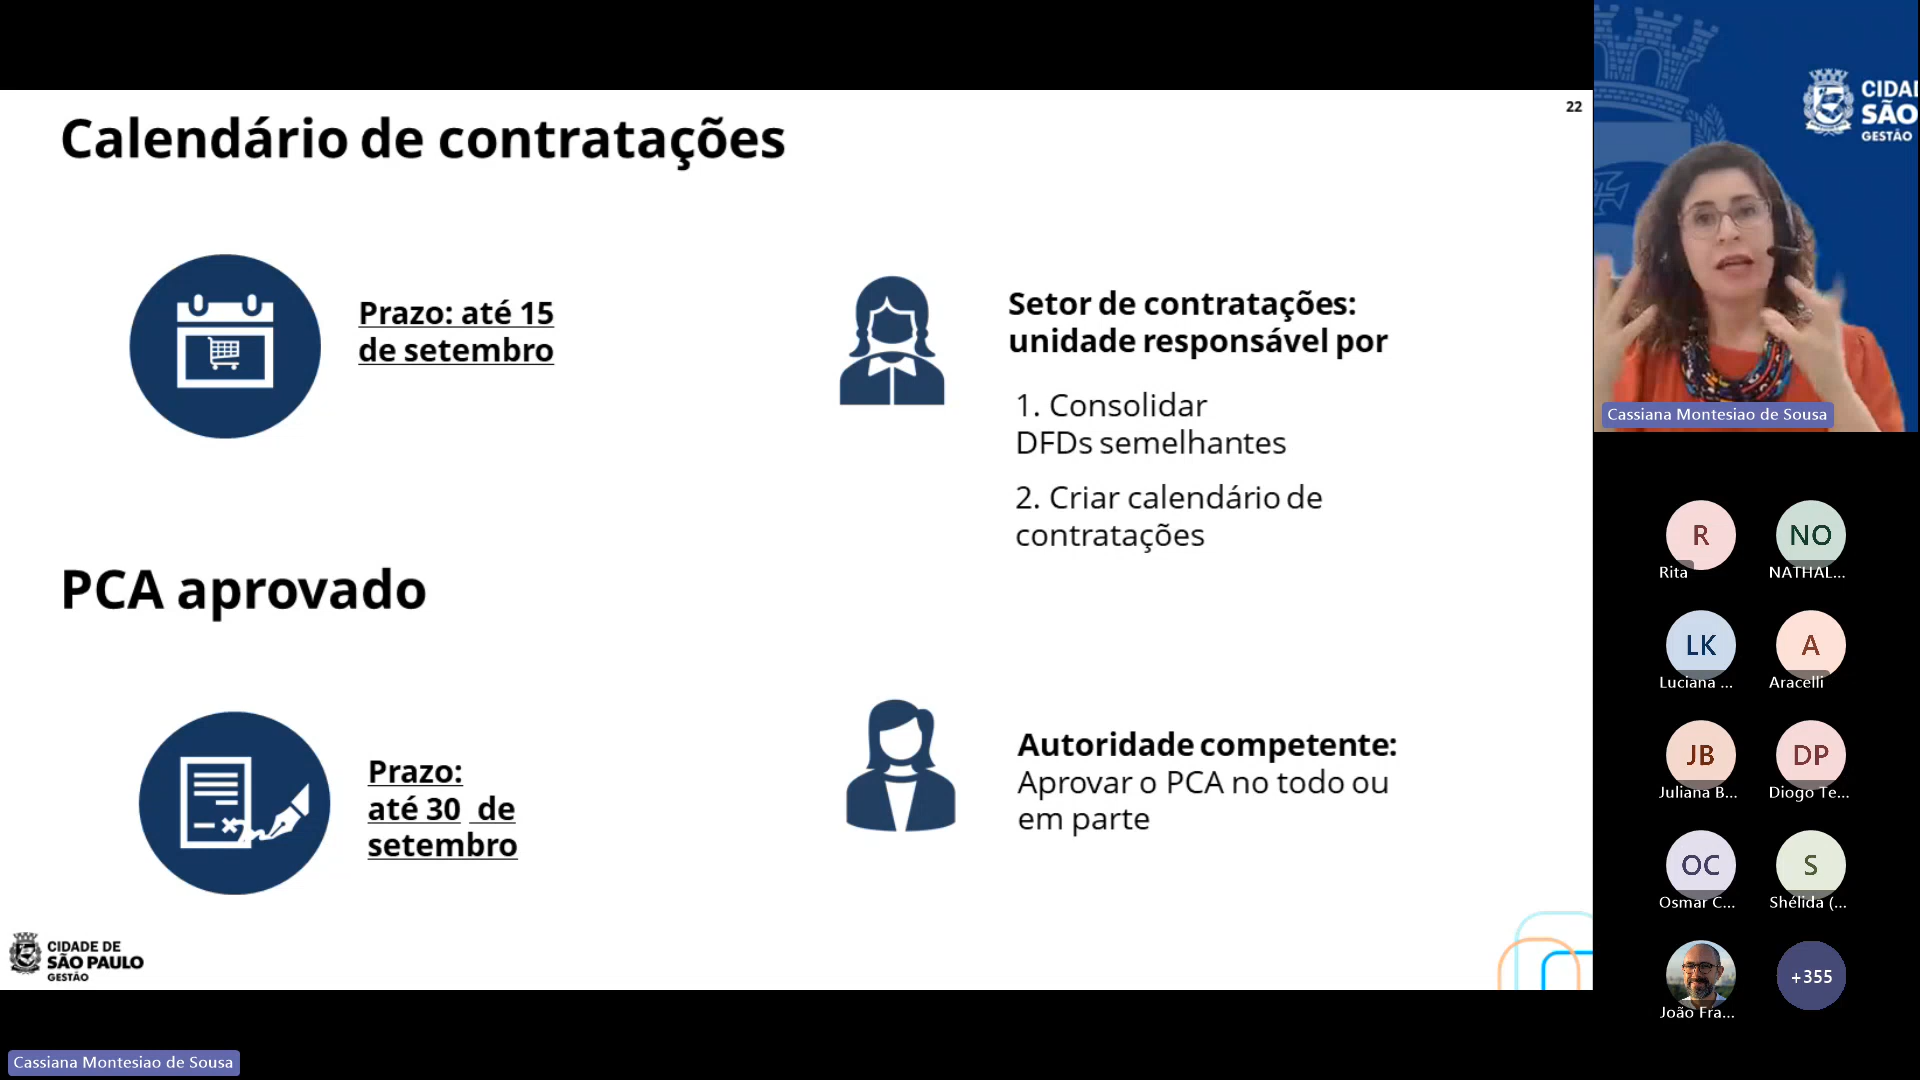 22
Calendário de contratações
Prazo: até 15
de setembro
Setor de contratações:
unidade responsável por
1. Consolidar
DFDs semelhantes
2. Criar calendário de
contratações
PCA aprovado
Prazo:
até 30 de
setembro
Autoridade competente:
Aprovar o PCA no todo ou
em parte
CIDADE DE
SÃO PAULO
GESTÃO
CIDA
SÃO
GESTÃO
Cassiana Montesiao de Sousa
R
Rita
NO
NATHAL...
LK
Luciana ...
A
Aracelli
JB
Juliana B...
DP
Diogo Te...
OC
Osmar C...
S
Shélida (...
João Fra...
+355
Cassiana Montesiao de Sousa